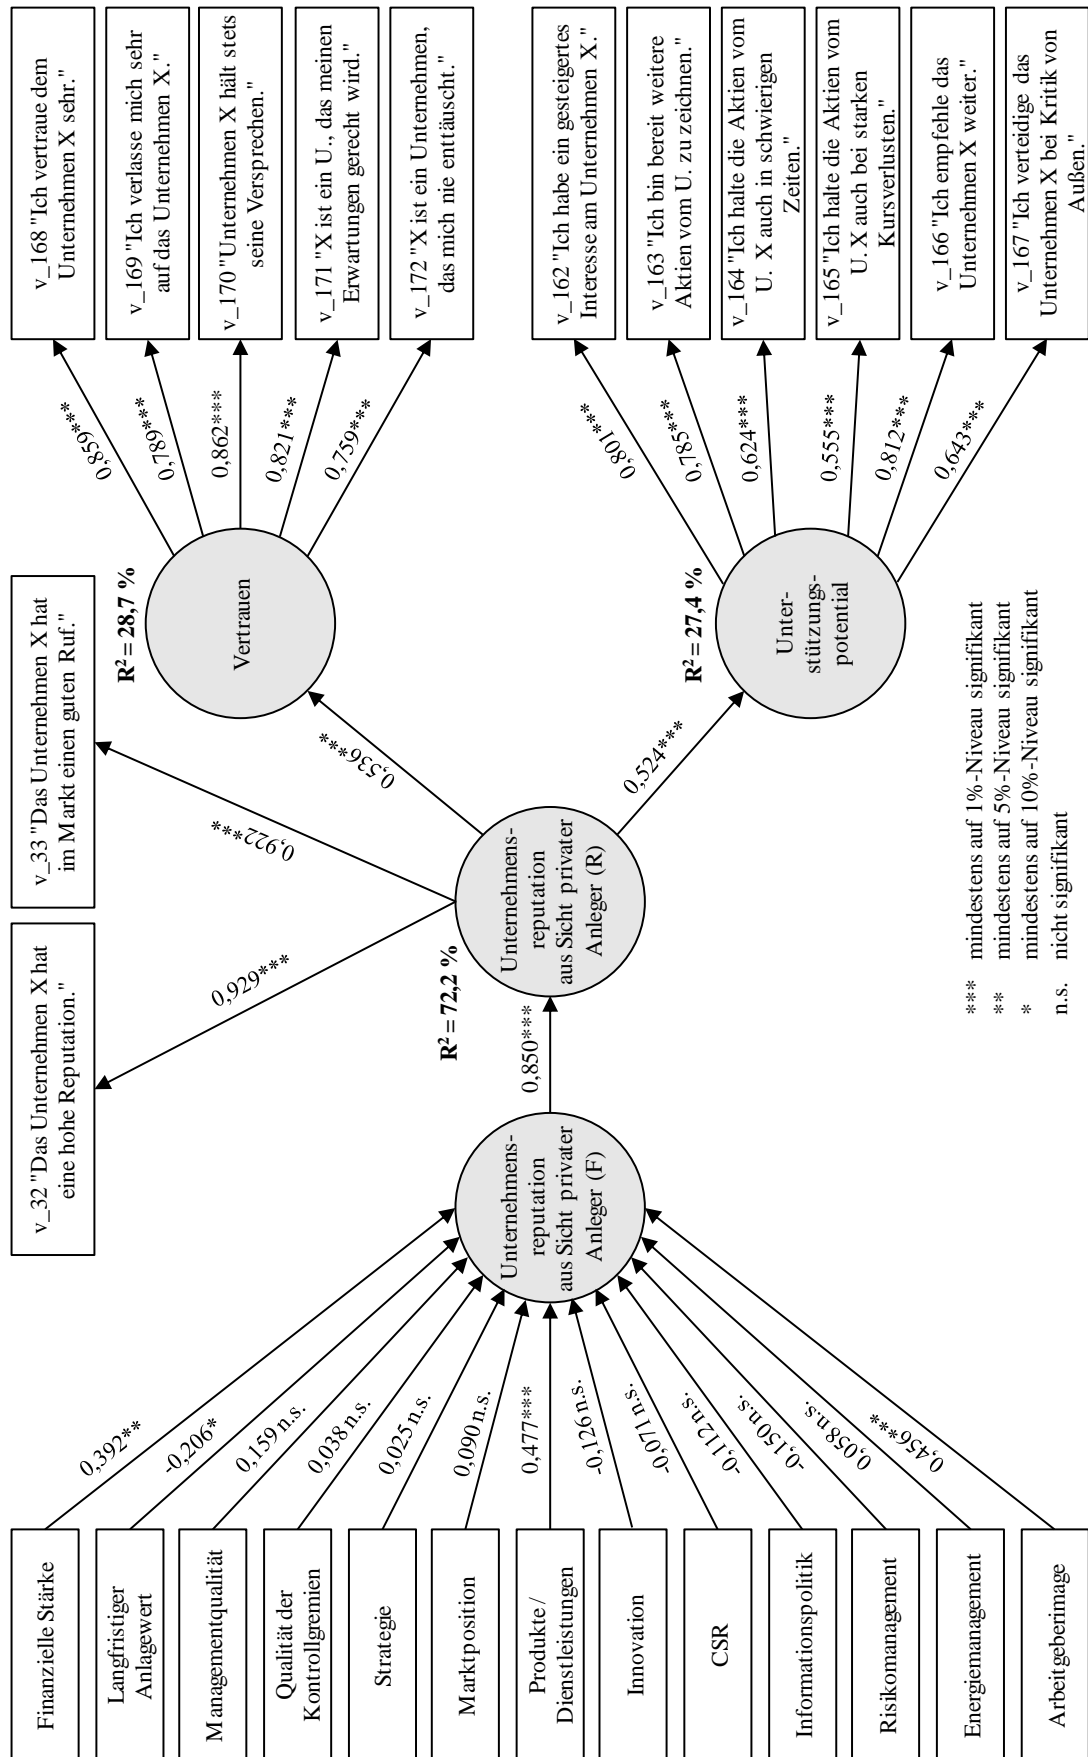 Finanzielle Stärke
Langfristiger
Anlagewert
Managementqualität
Qualität der
Kontrollgremien
Strategie
Marktposition
Produkte /
Dienstleistungen
Innovation
CSR
Informationspolitik
Risikomanagement
Energiemanagement
Arbeitgeberimage
0,392**
-0,206*
0,159 n.s.
0,038 n.s.
0,025 n.s.
0,090 n.s.
0,477***
-0,126 n.s.
-0,071 n.s.
-0,112 n.s.
-0,150 n.s.
0,058 n.s.
0,456***
Unternehmens-
reputation
aus Sicht privater
Anleger (F)
0,850***
R² = 72,2 %
Unternehmens-
reputation
aus Sicht privater
Anleger (R)
0,929***
0,922***
v_32 "Das Unternehmen X hat
eine hohe Reputation."
v_33 "Das Unternehmen X hat
im Markt einen guten Ruf."
0,536***
0,524***
R² = 28,7 %
Vertrauen
R² = 27,4 %
Unter-
stützungs-
potential
0,859***
0,789***
0,862***
0,821***
0,759***
0,801***
0,785***
0,624***
0,555***
0,812***
0,643***
v_168 "Ich vertraue dem
Unternehmen X sehr."
v_169 "Ich verlasse mich sehr
auf das Unternehmen X."
v_170 "Unternehmen X hält stets
seine Versprechen."
v_171 "X ist ein U., das meinen
Erwartungen gerecht wird."
v_172 "X ist ein Unternehmen,
das mich nie enttäuscht."
v_162 "Ich habe ein gesteigertes
Interesse am Unternehmen X."
v_163 "Ich bin bereit weitere
Aktien vom U. zu zeichnen."
v_164 "Ich halte die Aktien vom
U. X auch in schwierigen
Zeiten."
v_165 "Ich halte die Aktien vom
U. X auch bei starken
Kursverlusten."
v_166 "Ich empfehle das
Unternehmen X weiter."
v_167 "Ich verteidige das
Unternehmen X bei Kritik von
Außen."
*** mindestens auf 1%-Niveau signifikant
** mindestens auf 5%-Niveau signifikant
* mindestens auf 10%-Niveau signifikant
n.s. nicht signifikant